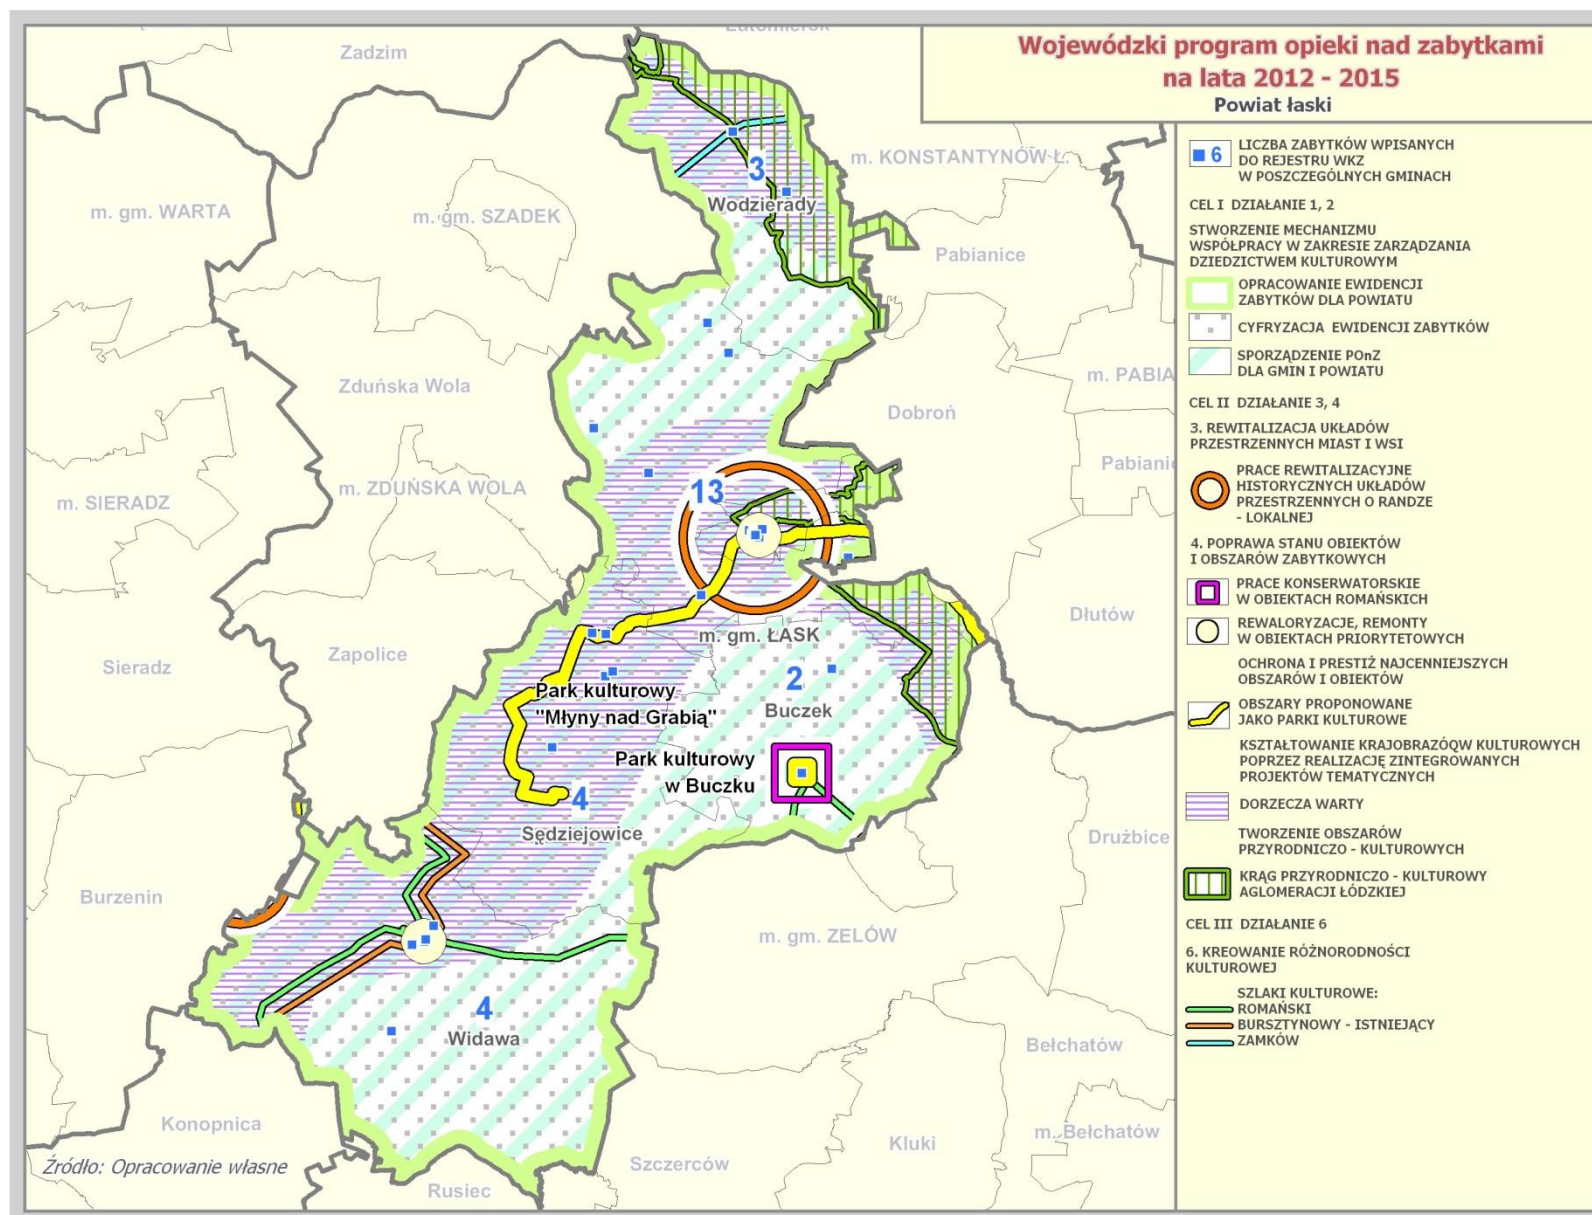 Wojewódzki program opieki nad zabytkami
na lata 2012 - 2015
Powiat łaski
Zadzim
m. KONSTANTYNÓW Ł.
m. gm. WARTA
m. gm. SZADEK
3
Wodzierady
Pabianice
Zduńska Wola
m. PABIA
Dobroń
Pabianic
m. SIERADZ
m. ZDUŃSKA WOLA
13
Dłutów
Sieradz
Zapolice
m. gm. ŁASK
2
Buczek
Park kulturowy
"Młyny nad Grabią"
Park kulturowy
w Buczku
4
Sędziejowice
Drużbice
Burzenin
m. gm. ZELÓW
4
Widawa
Bełchatów
Konopnica
Kluki
m. Bełchatów
Szczerców
Rusiec
Źródło: Opracowanie własne
6
LICZBA ZABYTKÓW WPISANYCH
DO REJESTRU WKZ
W POSZCZEGÓLNYCH GMINACH
CEL I DZIAŁANIE 1, 2
STWORZENIE MECHANIZMU
WSPÓŁPRACY W ZAKRESIE ZARZĄDZANIA
DZIEDZICTWEM KULTUROWYM
OPRACOWANIE EWIDENCJI
ZABYTKÓW DLA POWIATU
CYFRYZACJA EWIDENCJI ZABYTKÓW
SPORZĄDZENIE POnZ
DLA GMIN I POWIATU
CEL II DZIAŁANIE 3, 4
3. REWITALIZACJA UKŁADÓW
PRZESTRZENNYCH MIAST I WSI
PRACE REWITALIZACYJNE
HISTORYCZNYCH UKŁADÓW
PRZESTRZENNYCH O RANDZE
- LOKALNEJ
4. POPRAWA STANU OBIEKTÓW
I OBSZARÓW ZABYTKOWYCH
PRACE KONSERWATORSKIE
W OBIEKTACH ROMAŃSKICH
REWALORYZACJE, REMONTY
W OBIEKTACH PRIORYTETOWYCH
OCHRONA I PRESTIŻ NAJCENNIEJSZYCH
OBSZARÓW I OBIEKTÓW
OBSZARY PROPONOWANE
JAKO PARKI KULTUROWE
KSZTAŁTOWANIE KRAJOBRAZÓQW KULTUROWYCH
POPRZEZ REALIZACJĘ ZINTEGROWANYCH
PROJEKTÓW TEMATYCZNYCH
DORZECZA WARTY
TWORZENIE OBSZARÓW
PRZYRODNICZO - KULTUROWYCH
KRĄG PRZYRODNICZO - KULTUROWY
AGLOMERACJI ŁÓDZKIEJ
CEL III DZIAŁANIE 6
6. KREOWANIE RÓŻNORODNOŚCI
KULTUROWEJ
SZLAKI KULTUROWE:
ROMAŃSKI
BURSZTYNOWY - ISTNIEJĄCY
ZAMKÓW